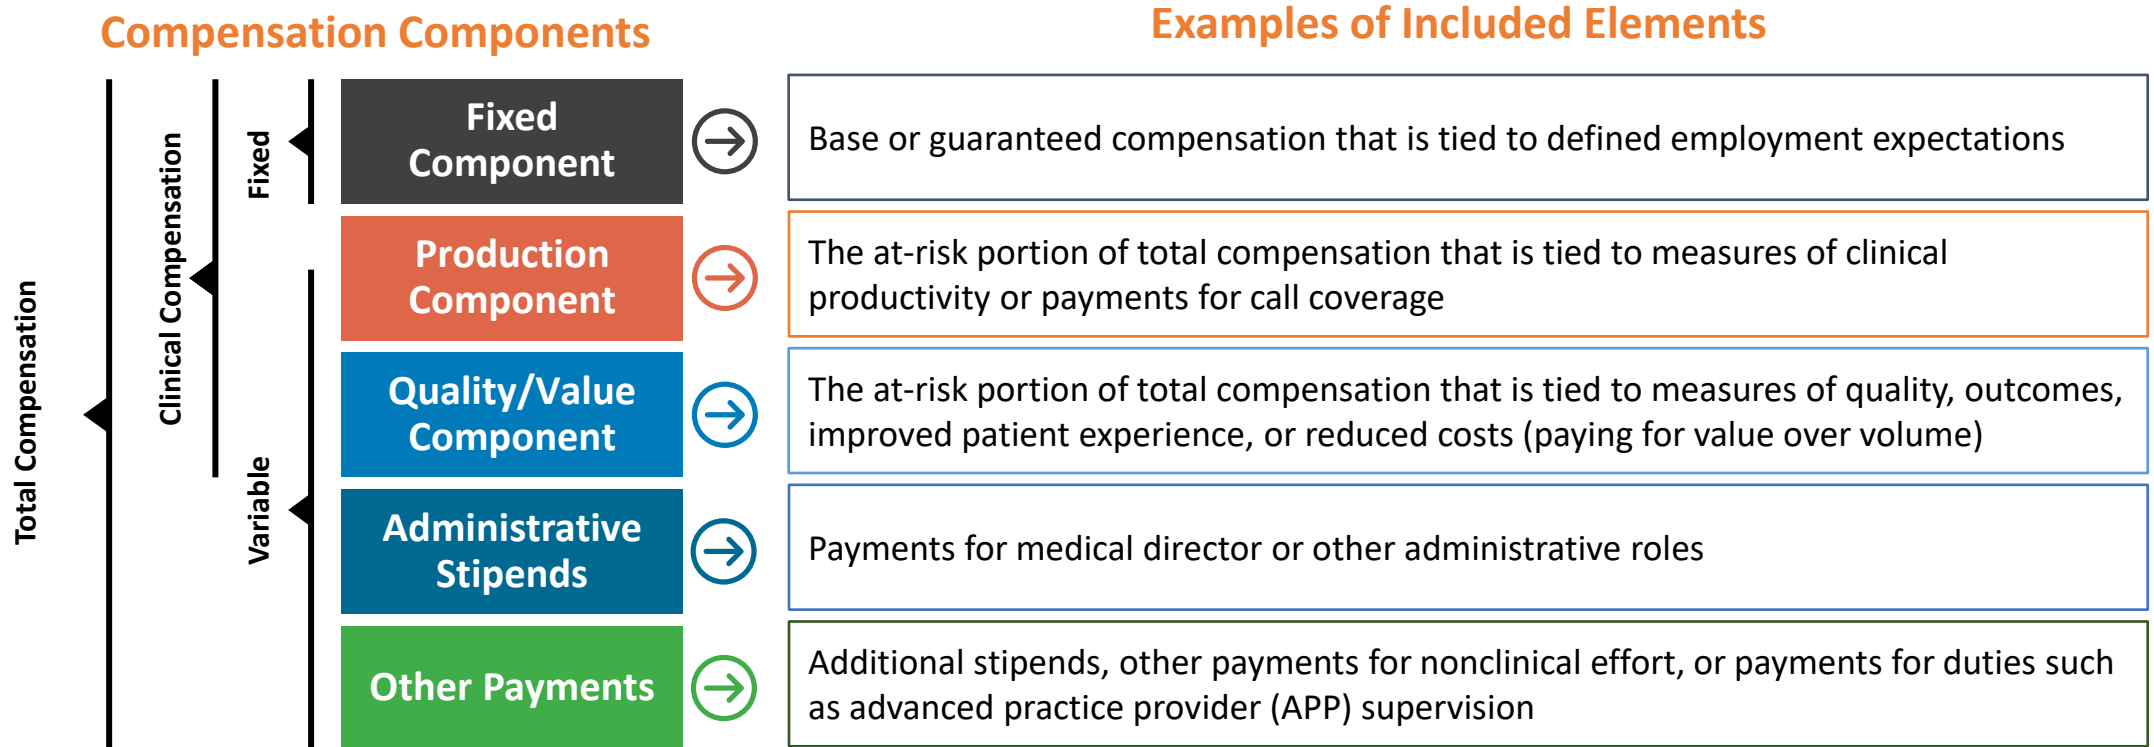 Compensation Components
Examples of Included Elements
Total Compensation
Clinical Compensation
Fixed
Variable
Fixed
Component
Base or guaranteed compensation that is tied to defined employment expectations
Production
Component
The at-risk portion of total compensation that is tied to measures of clinical
productivity or payments for call coverage
Quality/Value
Component
The at-risk portion of total compensation that is tied to measures of quality, outcomes,
improved patient experience, or reduced costs (paying for value over volume)
Administrative
Stipends
Payments for medical director or other administrative roles
Other Payments
Additional stipends, other payments for nonclinical effort, or payments for duties such
as advanced practice provider (APP) supervision